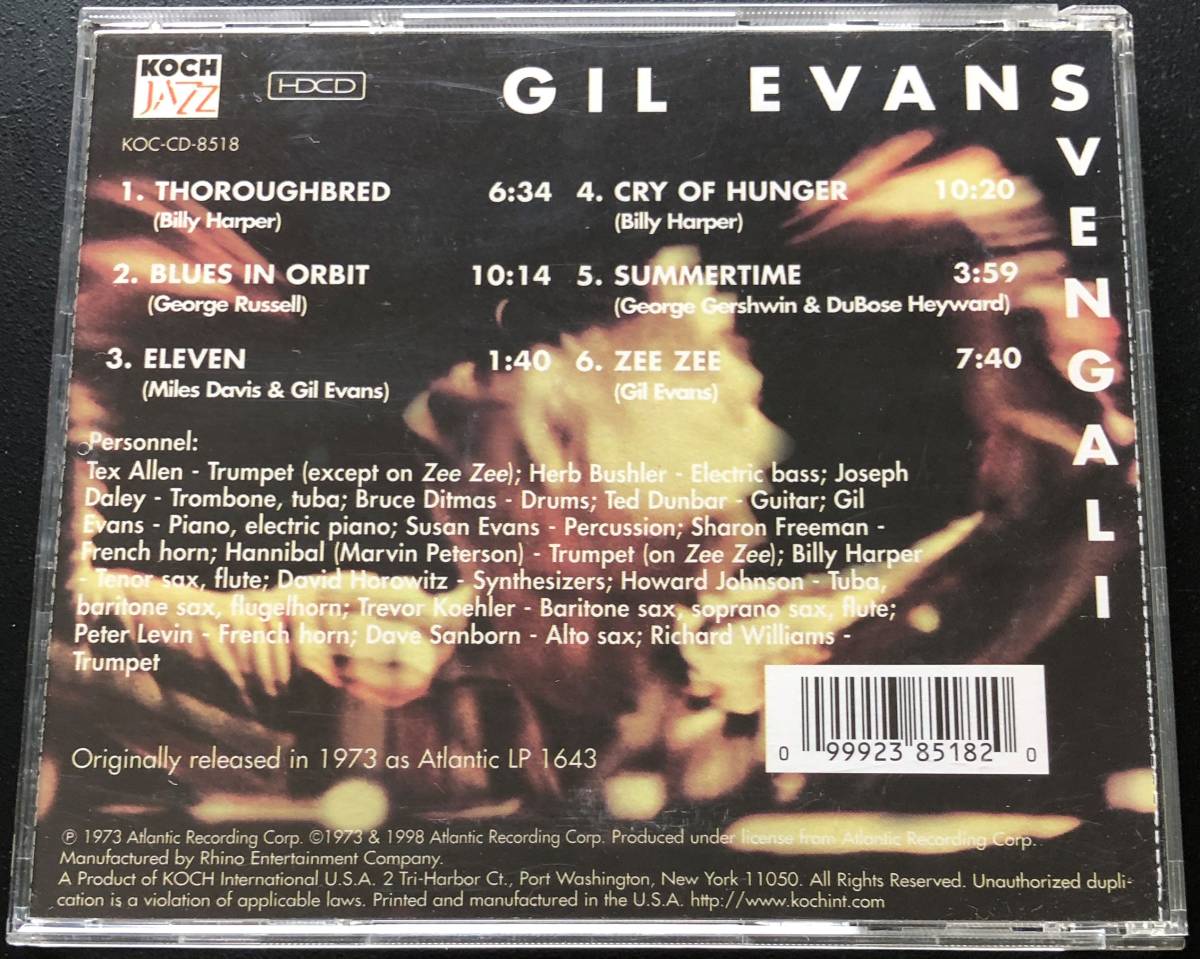 KOCH
JAZZ
HDCD
GIL EVANS
SVENGALI
KOC-CD-8518
1. THOROUGHBRED 6:34
(Billy Harper)
2. BLUES IN ORBIT 10:14
(George Russell)
3. ELEVEN 1:40
(Miles Davis & Gil Evans)
4. CRY OF HUNGER 10:20
(Billy Harper)
5. SUMMERTIME 3:59
(George Gershwin & DuBose Heyward)
6. ZEE ZEE 7:40
(Gil Evans)
Personnel:
Tex Allen - Trumpet (except on Zee Zee); Herb Bushler - Electric bass; Joseph
Daley - Trombone, tuba; Bruce Ditmas - Drums; Ted Dunbar - Guitar; Gil
Evans - Piano, electric piano; Susan Evans - Percussion; Sharon Freeman -
French horn; Hannibal (Marvin Peterson) - Trumpet (on Zee Zee); Billy Harper
- Tenor sax, flute; David Horowitz - Synthesizers; Howard Johnson - Tuba,
baritone sax, flugelhorn; Trevor Koehler - Baritone sax, soprano sax, flute;
Peter Levin - French horn; Dave Sanborn - Alto sax; Richard Williams -
Trumpet
0 99923 85182 0
Originally released in 1973 as Atlantic LP 1643
℗ 1973 Atlantic Recording Corp. ©1973 & 1998 Atlantic Recording Corp. Produced under license from Atlantic Recording Corp.
Manufactured by Rhino Entertainment Company.
A Product of KOCH International U.S.A. 2 Tri-Harbor Ct., Port Washington, New York 11050. All Rights Reserved. Unauthorized dupli-
cation is a violation of applicable laws. Printed and manufactured in the U.S.A. http://www.kochint.com